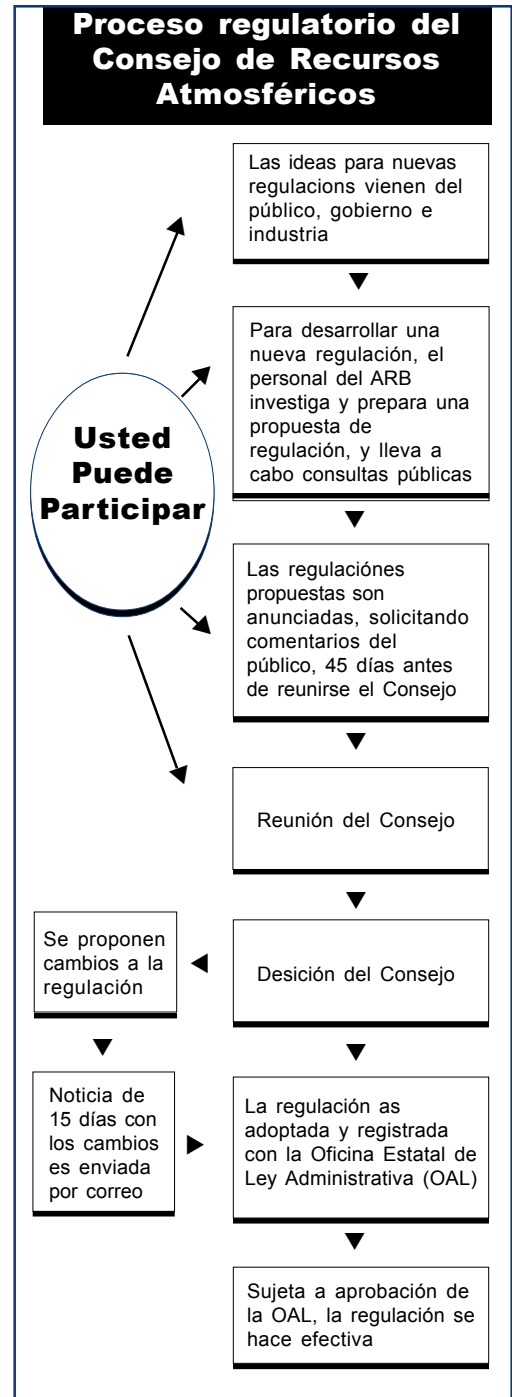 Proceso regulatorio del
Consejo de Recursos
Atmosféricos
Las ideas para nuevas
regulacions vienen del
público, gobierno e
industria
Para desarrollar una
nueva regulación, el
personal del ARB
investiga y prepara una
propuesta de
regulación, y lleva a
cabo consultas públicas
Usted
Puede
Participar
Las regulaciónes
propuestas son
anunciadas, solicitando
comentarios del
público, 45 días antes
de reunirse el Consejo
Reunión del Consejo
Desición del Consejo
Se proponen
cambios a la
regulación
Noticia de
15 días con
los cambios
es enviada
por correo
La regulación as
adoptada y registrada
con la Oficina Estatal de
Ley Administrativa (OAL)
Sujeta a aprobación de
la OAL, la regulación se
hace efectiva